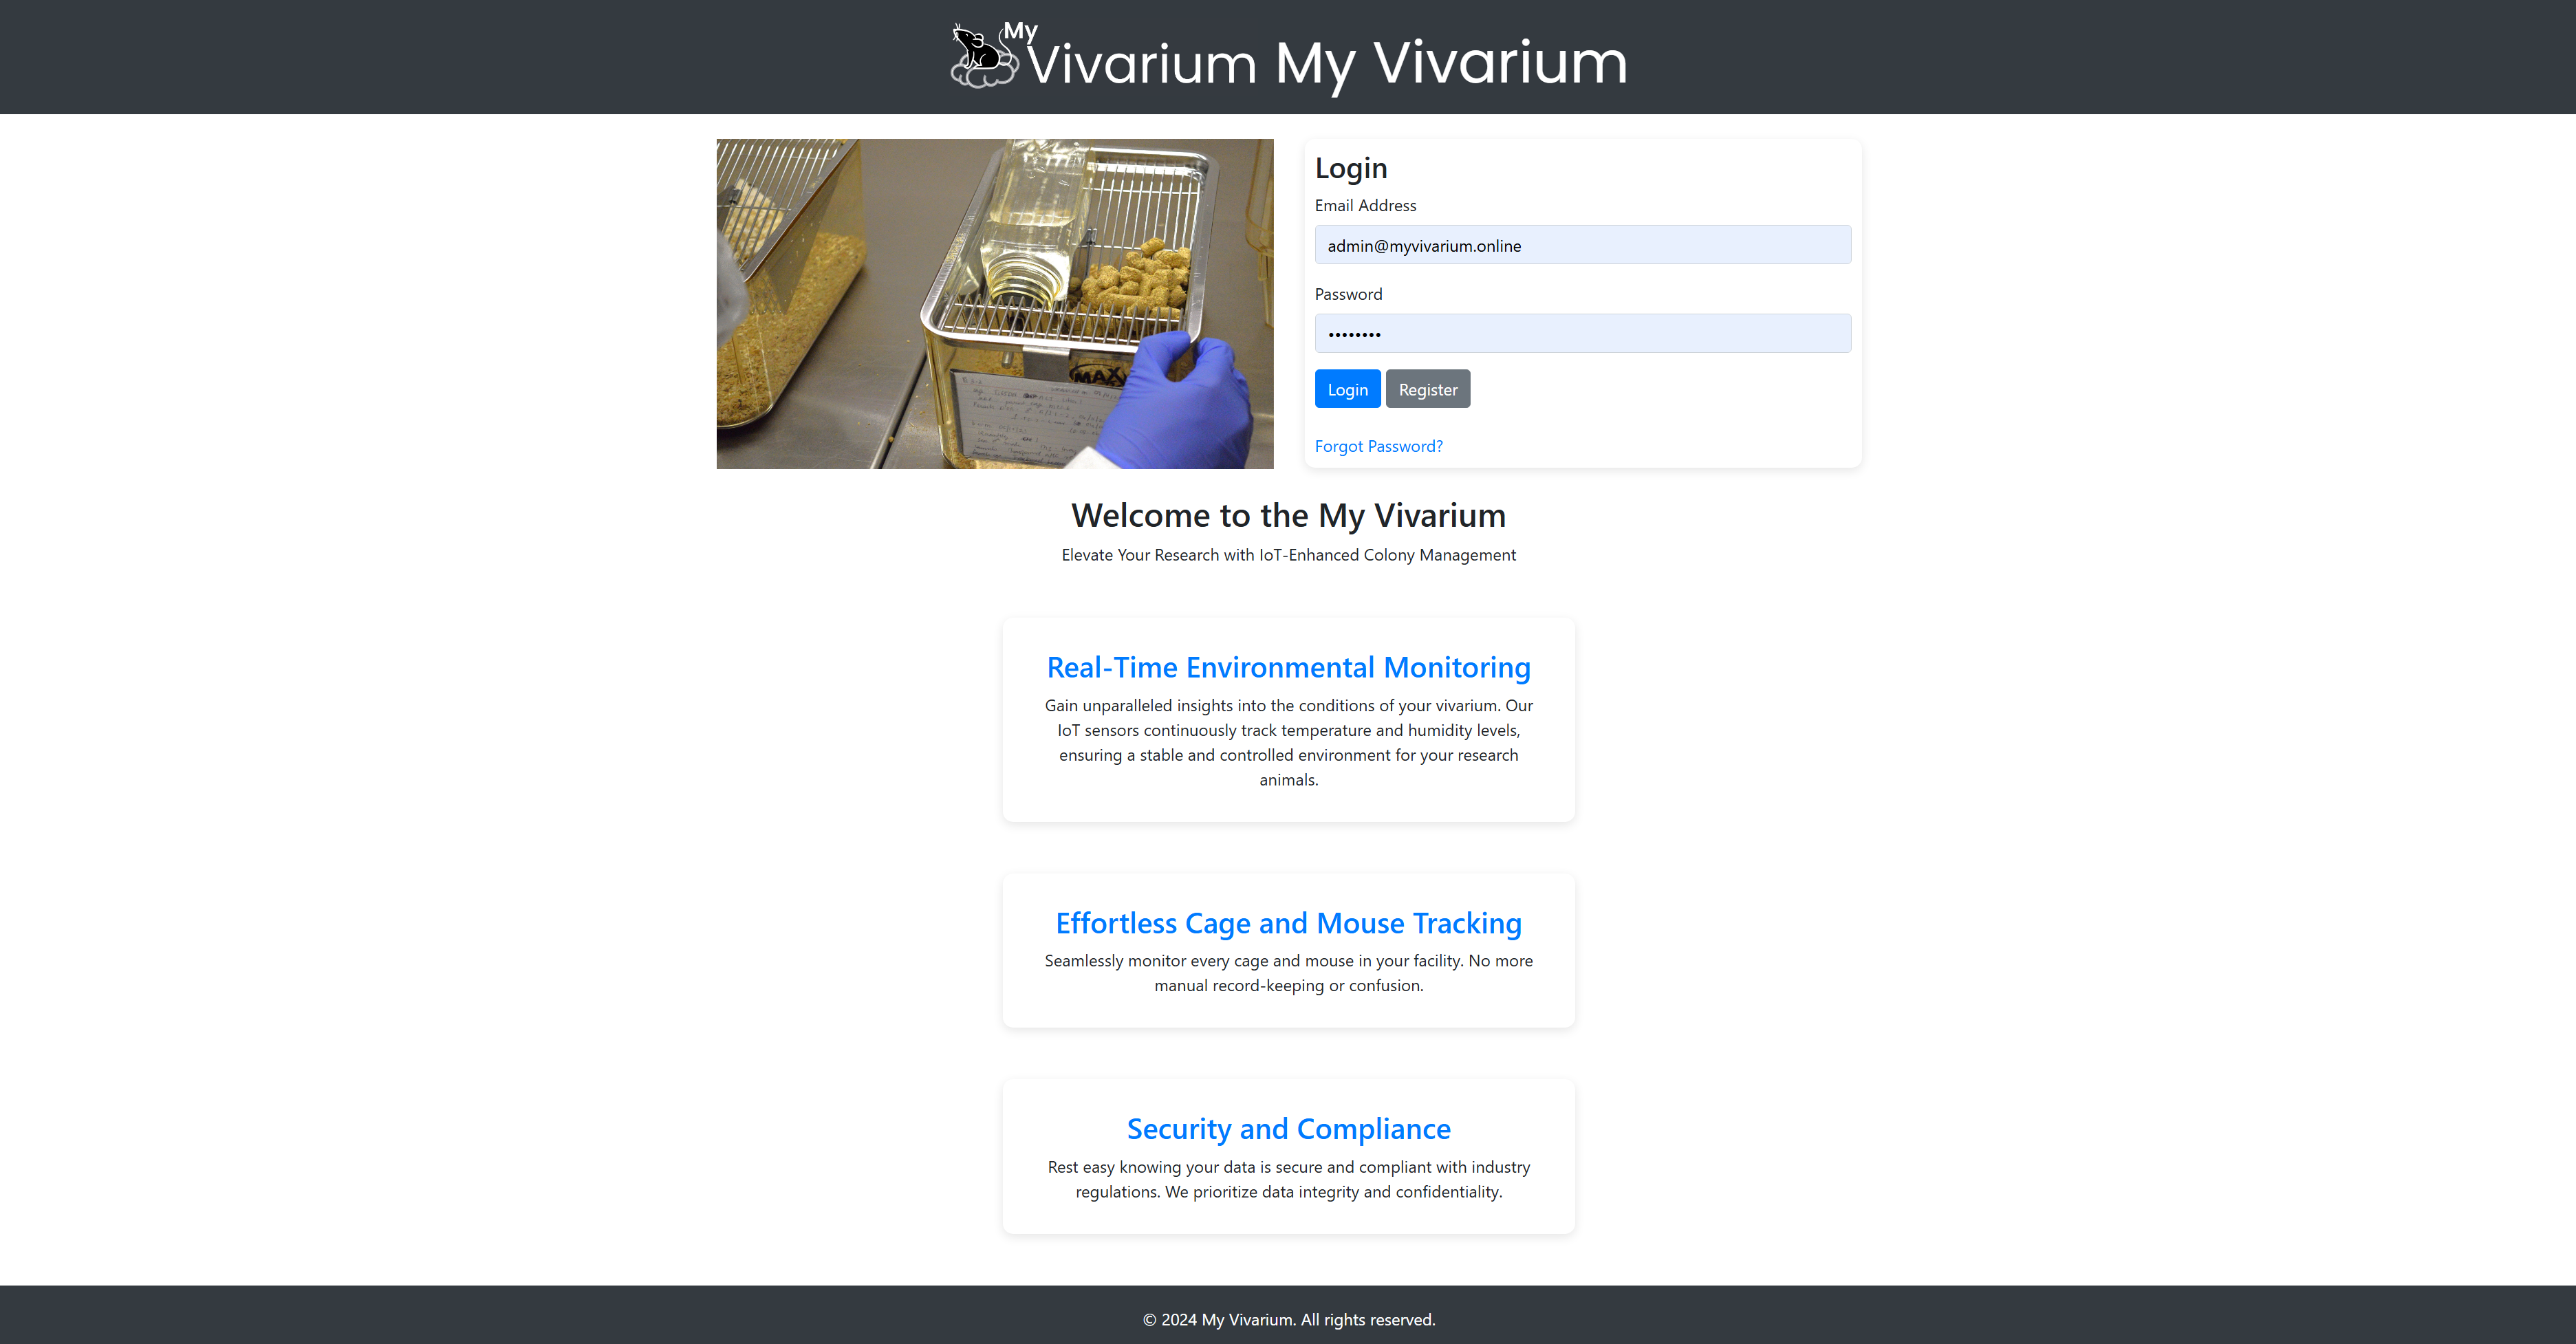 My
Vivarium My Vivarium
Login
Email Address
admin@myvivarium.online
Password
••••••••
Login Register
Forgot Password?
MAX
Welcome to the My Vivarium
Elevate Your Research with IoT-Enhanced Colony Management
Real-Time Environmental Monitoring
Gain unparalleled insights into the conditions of your vivarium. Our
IoT sensors continuously track temperature and humidity levels,
ensuring a stable and controlled environment for your research
animals.
Effortless Cage and Mouse Tracking
Seamlessly monitor every cage and mouse in your facility. No more
manual record-keeping or confusion.
Security and Compliance
Rest easy knowing your data is secure and compliant with industry
regulations. We prioritize data integrity and confidentiality.
© 2024 My Vivarium. All rights reserved.